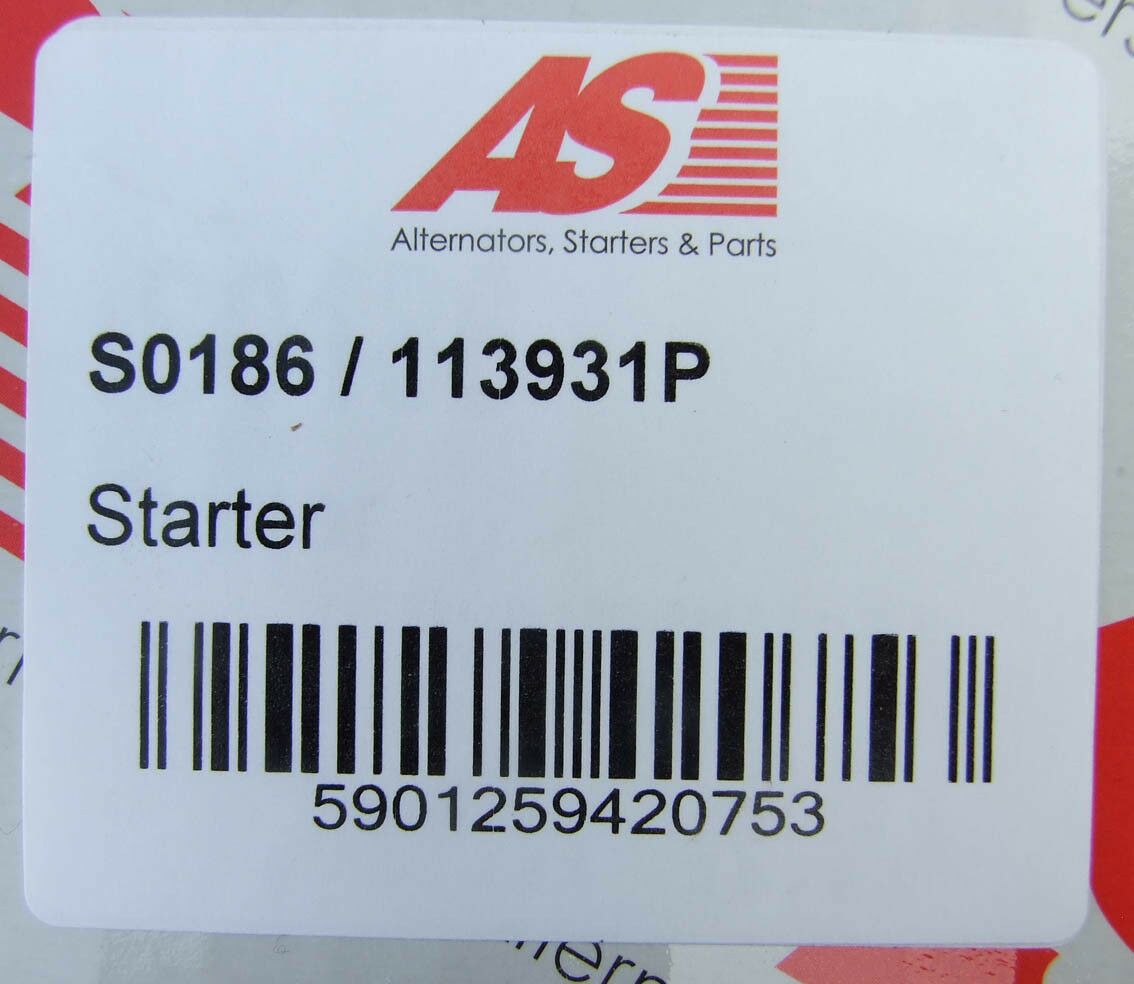 AS
Alternators, Starters & Parts
S0186 / 113931P
Starter
5901259420753